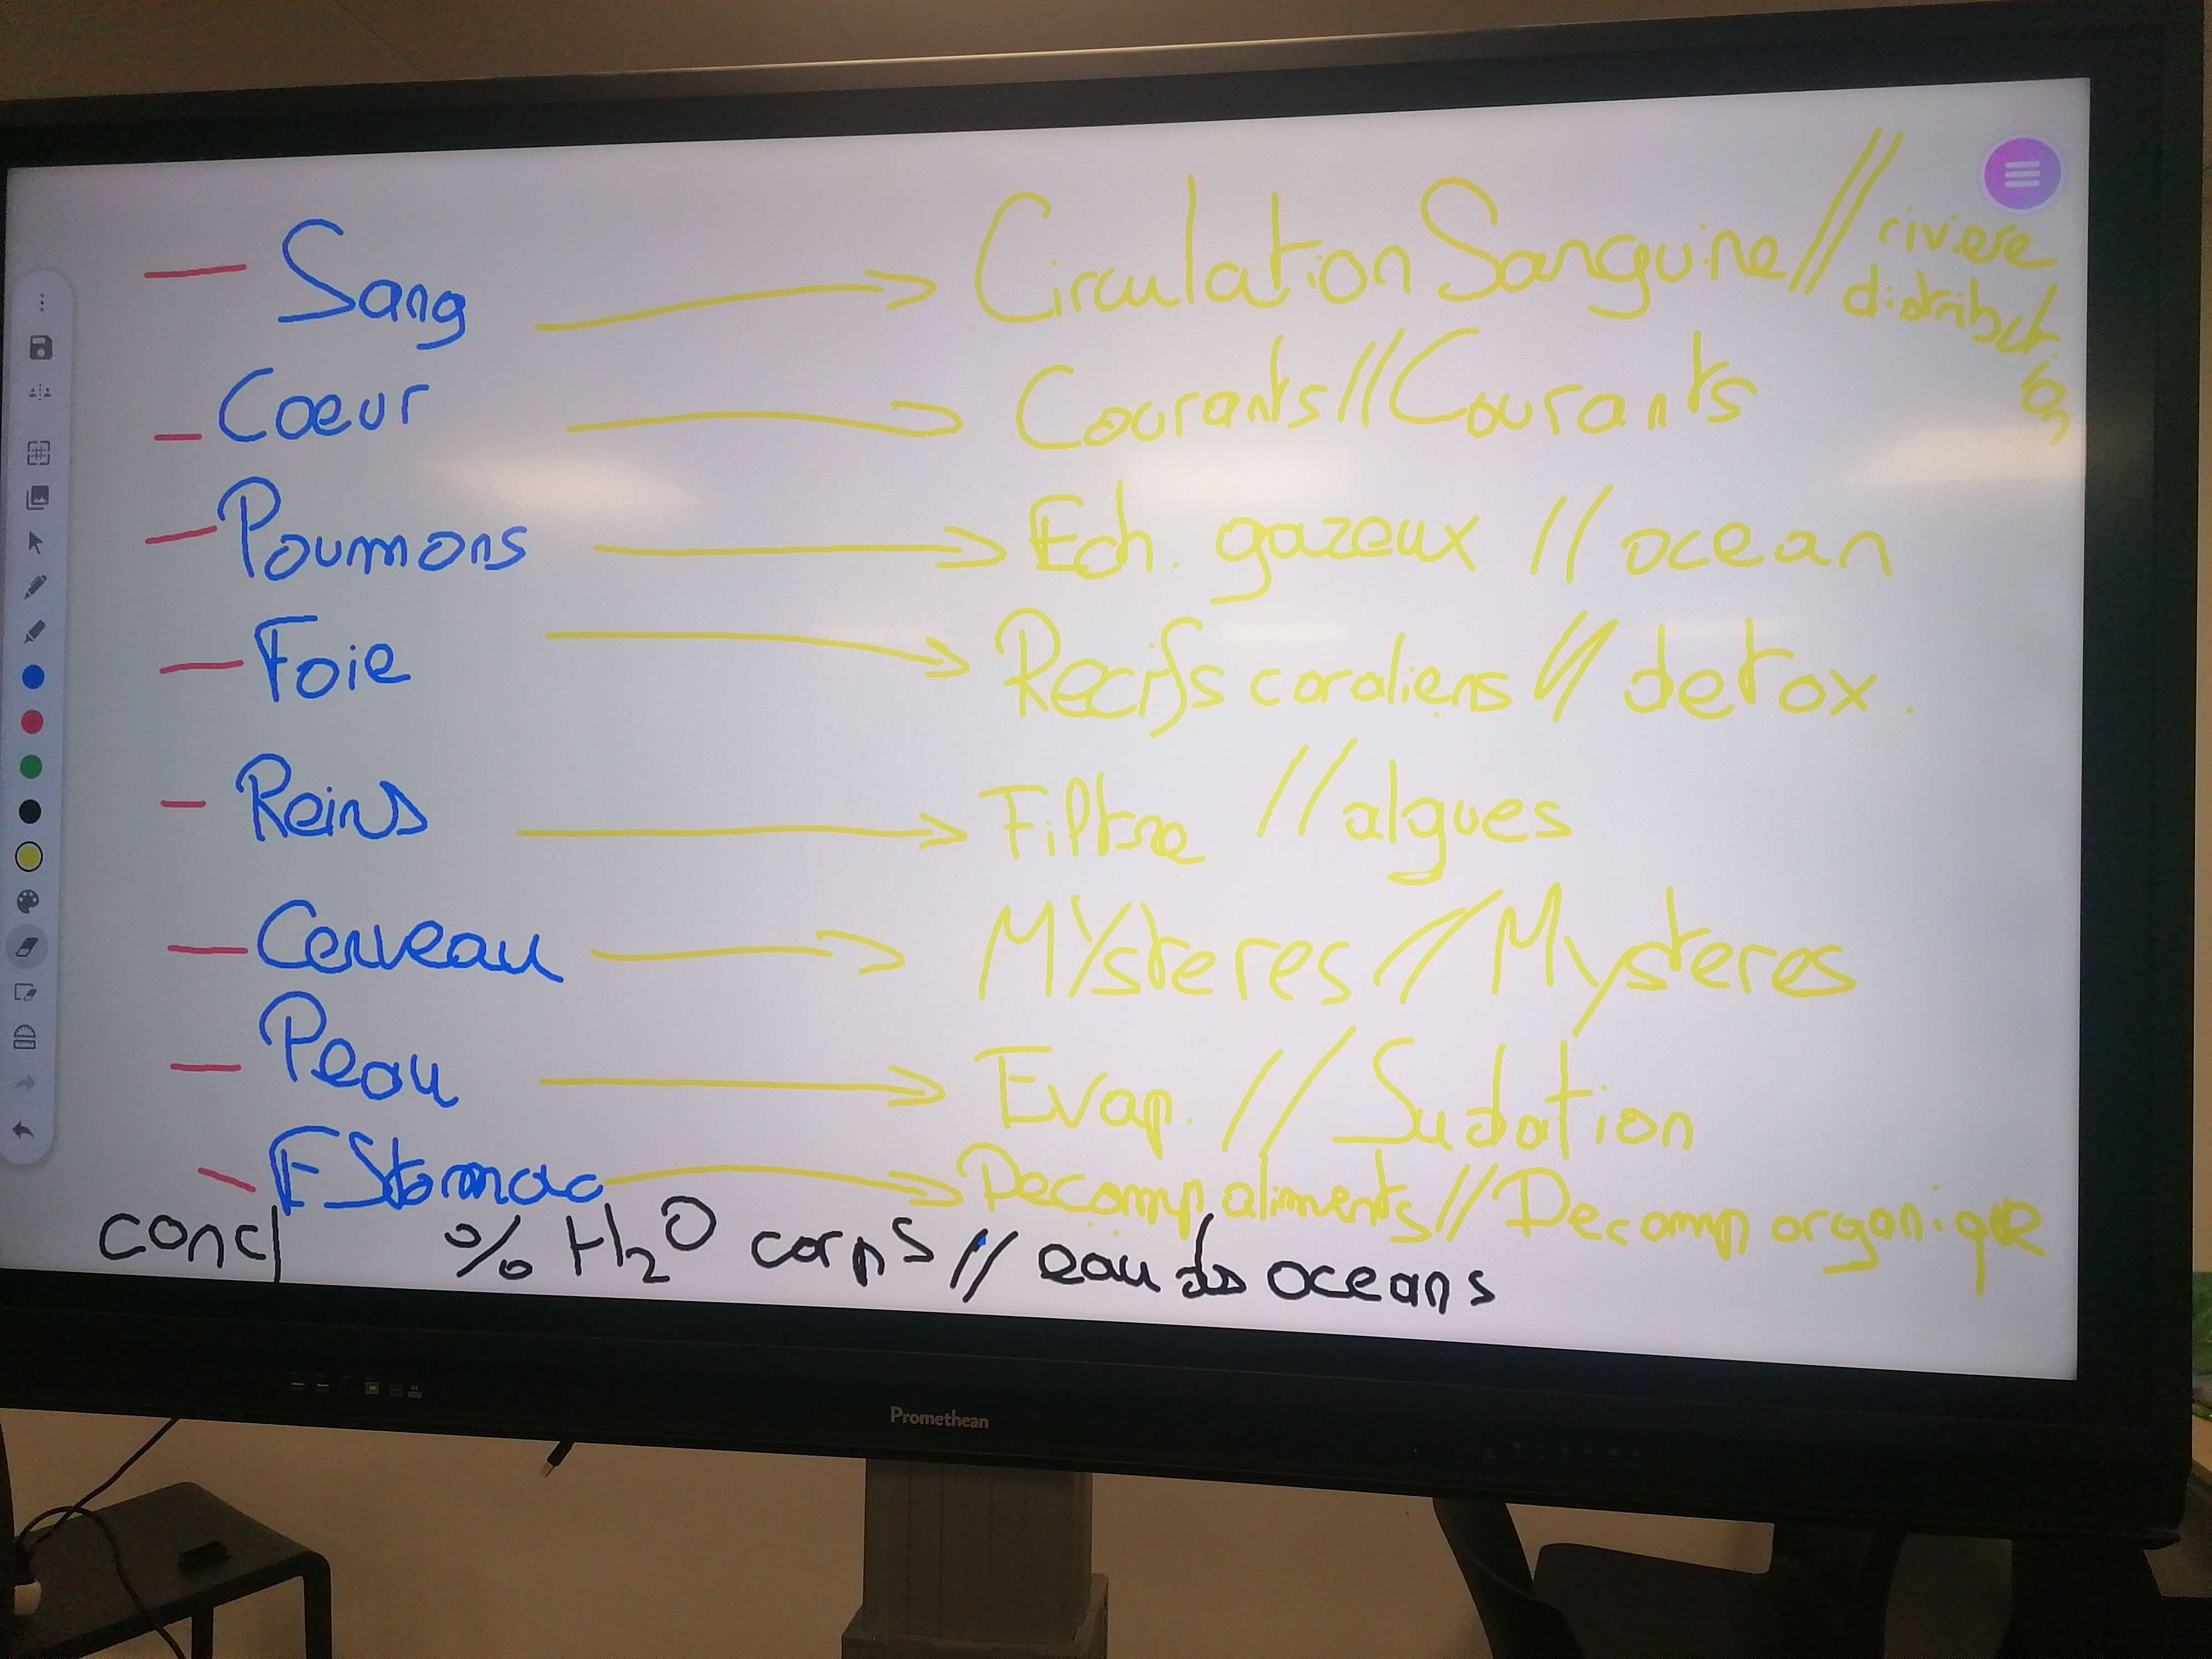 — Sang → Circulation Sanguine // riviere distribution
— Coeur → Courants // Courants
— Poumons → Ech. gazeux // ocean
— Foie → Recifs coraliens // detox.
— Reins → Filtre // algues
— Cerveau → MYsteres // Mysteres
— Peau → Evap. // Sudation
— EStomac → Decomp aliments // Decomp organique
concl % H₂O corps // eau des oceans
Promethean